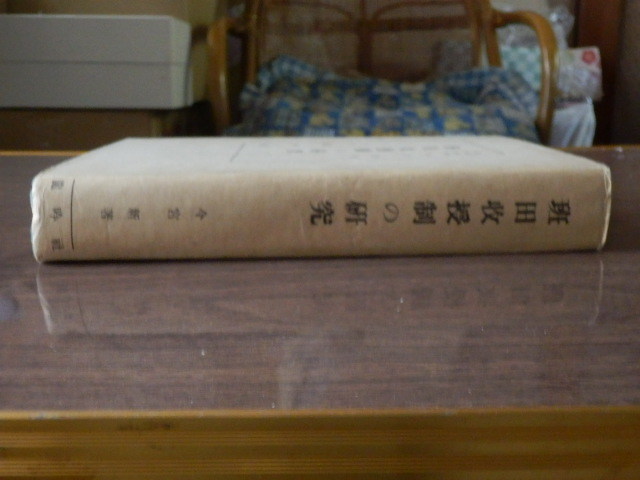 班田收授制の研究
今宮新著
龍吟社